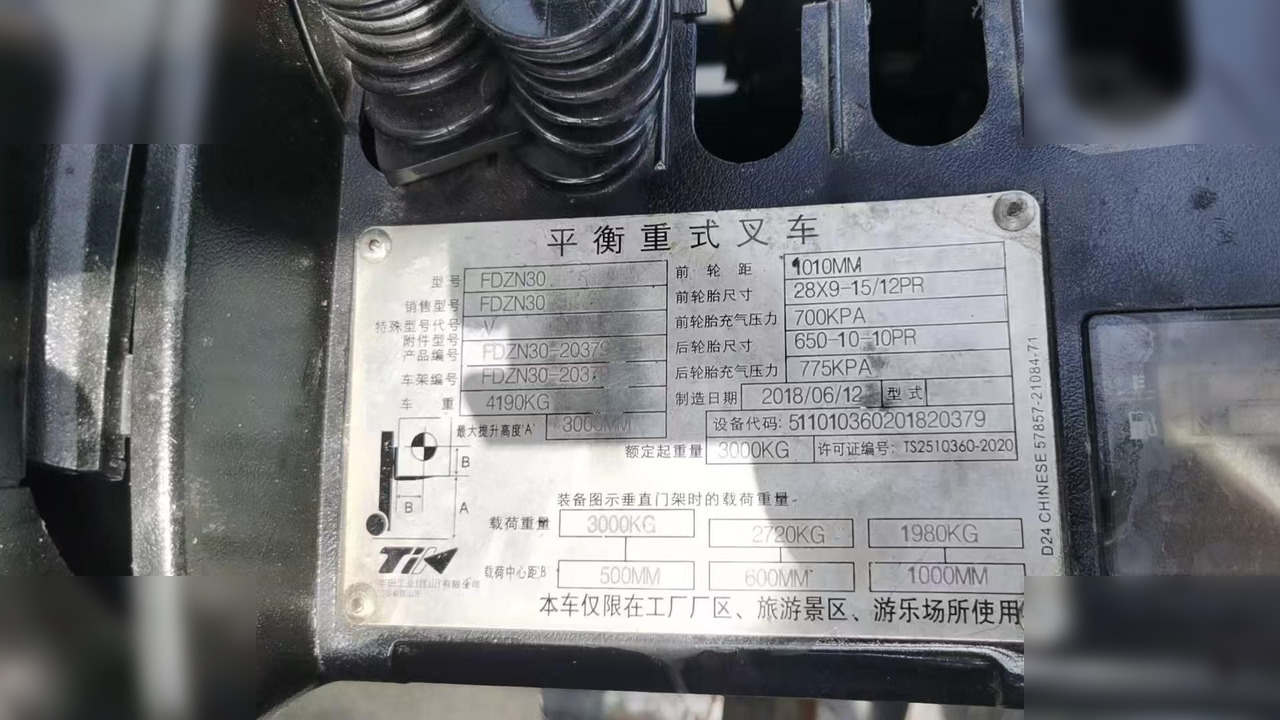 平衡重式叉车
型号 FDZN30 前轮距 1010MM
销售型号 FDZN30 前轮胎尺寸 28X9-15/12PR
特殊型号代号 V 前轮胎充气压力 700KPA
附件型号
产品编号 FDZN30-20379 后轮胎尺寸 650-10-10PR
车架编号 FDZN30-20379 后轮胎充气压力 775KPA
车重 4190KG 制造日期 2018/06/12 型式
最大提升高度'A' 3000MM 设备代码: 511010360201820379
额定起重量 3000KG 许可证编号: TS2510360-2020
B
B A
装备图示垂直门架时的载荷重量
载荷重量 3000KG 2720KG 1980KG
载荷中心距'B' 500MM 600MM 1000MM
本车仅限在工厂厂区、旅游景区、游乐场所使用
D24 CHINESE 57857-21084-71